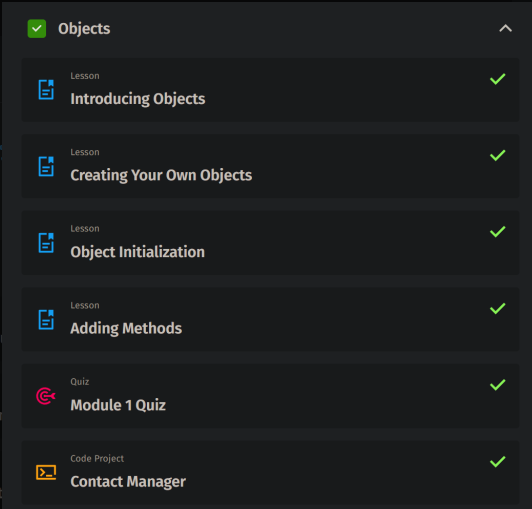 Objects
Lesson
Introducing Objects
Lesson
Creating Your Own Objects
Lesson
Object Initialization
Lesson
Adding Methods
Quiz
Module 1 Quiz
Code Project
Contact Manager